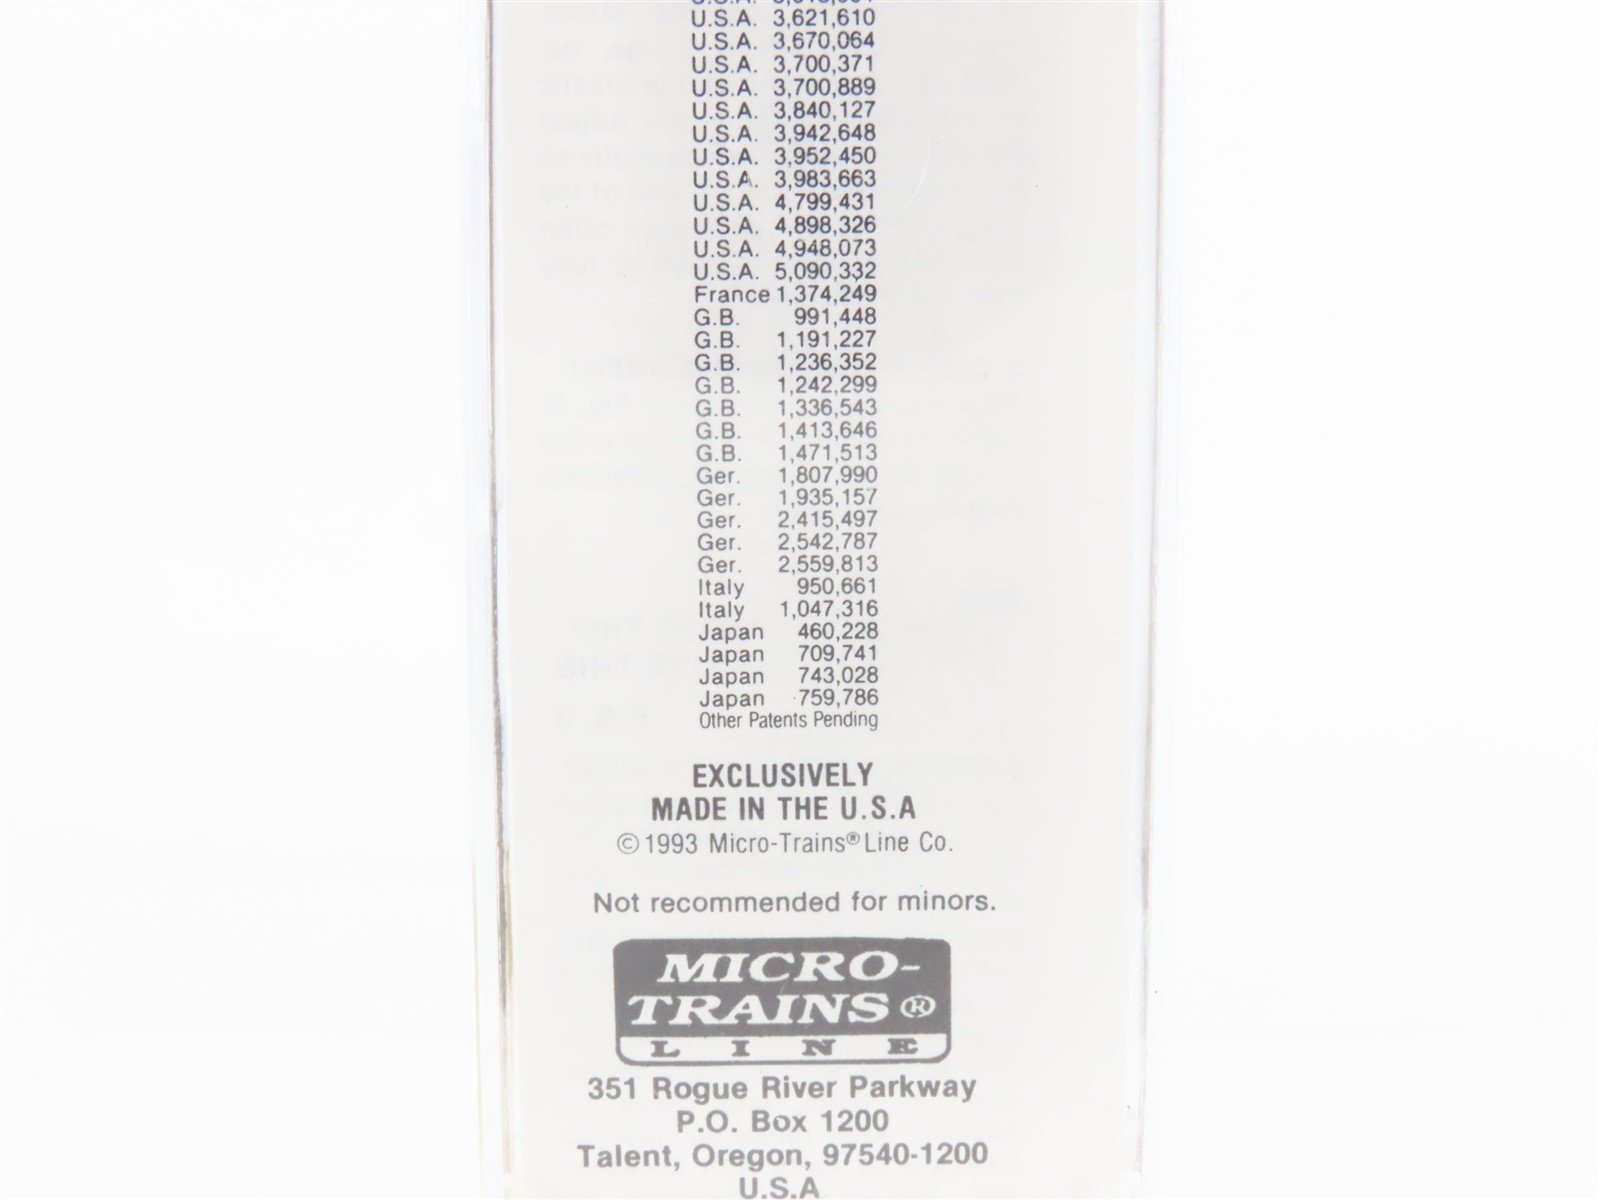 U.S.A. 3,621,610
U.S.A. 3,670,064
U.S.A. 3,700,371
U.S.A. 3,700,889
U.S.A. 3,840,127
U.S.A. 3,942,648
U.S.A. 3,952,450
U.S.A. 3,983,663
U.S.A. 4,799,431
U.S.A. 4,898,326
U.S.A. 4,948,073
U.S.A. 5,090,332
France 1,374,249
G.B. 991,448
G.B. 1,191,227
G.B. 1,236,352
G.B. 1,242,299
G.B. 1,336,543
G.B. 1,413,646
G.B. 1,471,513
Ger. 1,807,990
Ger. 1,935,157
Ger. 2,415,497
Ger. 2,542,787
Ger. 2,559,813
Italy 950,661
Italy 1,047,316
Japan 460,228
Japan 709,741
Japan 743,028
Japan 759,786
Other Patents Pending
EXCLUSIVELY
MADE IN THE U.S.A
©1993 Micro-Trains® Line Co.
Not recommended for minors.
MICRO-
TRAINS®
LINE
351 Rogue River Parkway
P.O. Box 1200
Talent, Oregon, 97540-1200
U.S.A